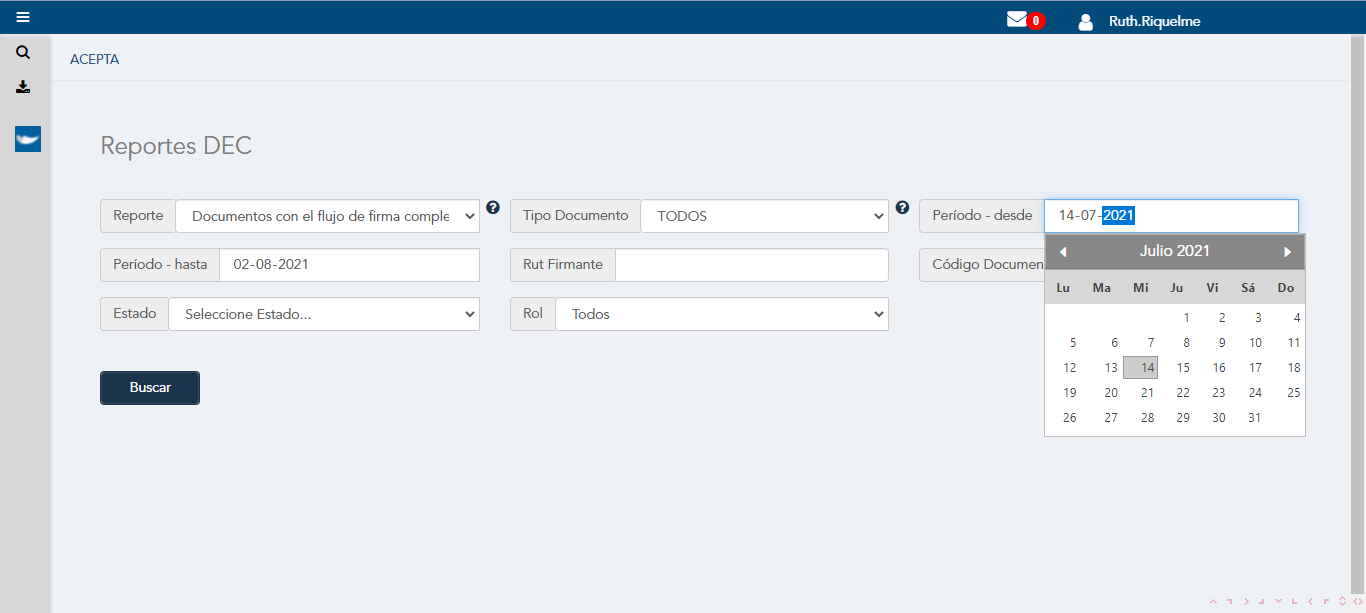 0 Ruth.Riquelme
ACEPTA
Reportes DEC
Reporte Documentos con el flujo de firma comple Tipo Documento TODOS Período - desde 14-07-2021
Período - hasta 02-08-2021 Rut Firmante Código Documen
Estado Seleccione Estado... Rol Todos
Buscar
Julio 2021
Lu Ma Mi Ju Vi Sá Do
1 2 3 4
5 6 7 8 9 10 11
12 13 14 15 16 17 18
19 20 21 22 23 24 25
26 27 28 29 30 31